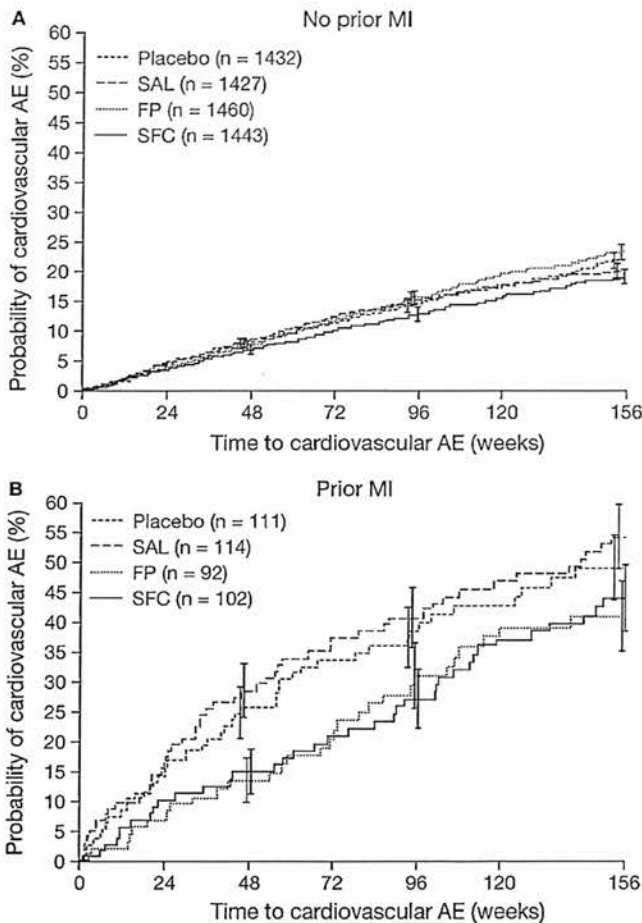 A
No prior MI
Probability of cardiovascular AE (%)
60
55
50
45
40
35
30
25
20
15
10
5
0
Placebo (n = 1432)
SAL (n = 1427)
FP (n = 1460)
SFC (n = 1443)
0 24 48 72 96 120 156
Time to cardiovascular AE (weeks)
B
Prior MI
Probability of cardiovascular AE (%)
60
55
50
45
40
35
30
25
20
15
10
5
0
Placebo (n = 111)
SAL (n = 114)
FP (n = 92)
SFC (n = 102)
0 24 48 72 96 120 156
Time to cardiovascular AE (weeks)